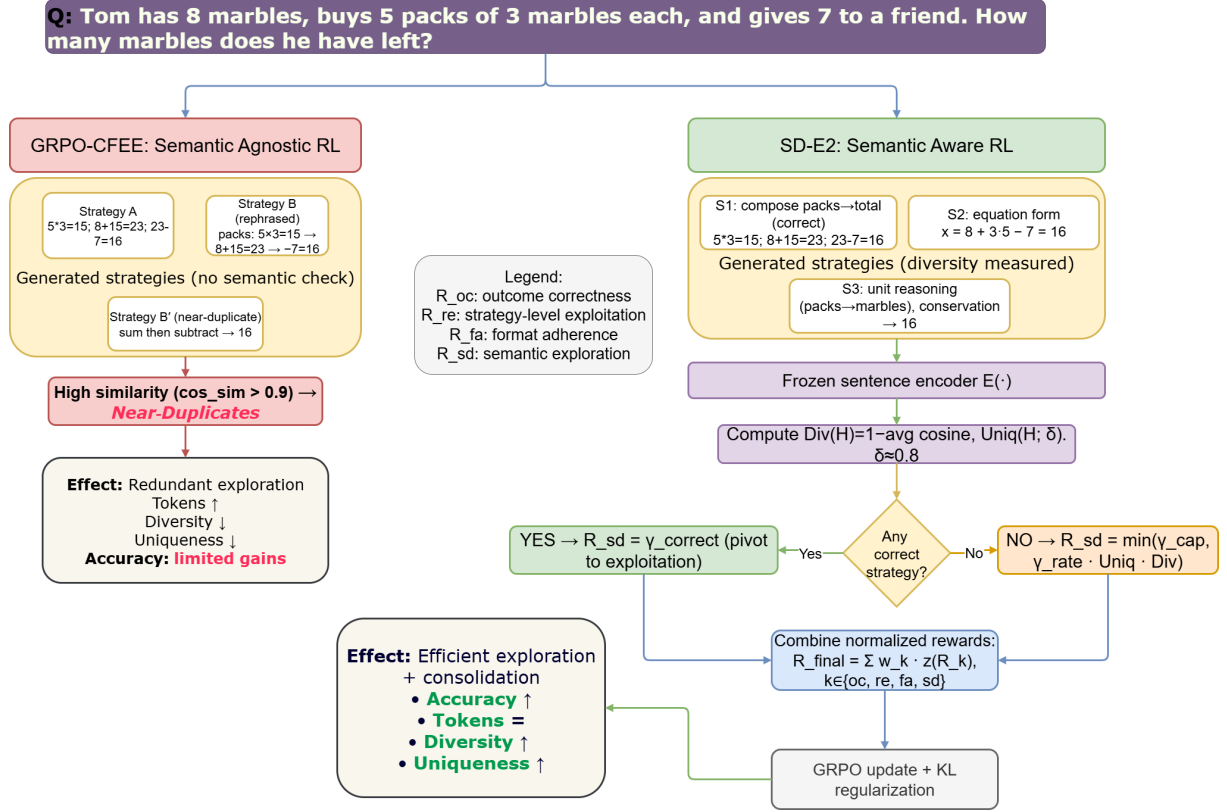 Q: Tom has 8 marbles, buys 5 packs of 3 marbles each, and gives 7 to a friend. How
many marbles does he have left?
GRPO-CFEE: Semantic Agnostic RL
Strategy A
5*3=15; 8+15=23; 23-
7=16
Strategy B
(rephrased)
packs: 5×3=15 →
8+15=23 → −7=16
Generated strategies (no semantic check)
Strategy B′ (near-duplicate)
sum then subtract → 16
High similarity (cos_sim > 0.9) →
Near-Duplicates
Effect: Redundant exploration
Tokens ↑
Diversity ↓
Uniqueness ↓
Accuracy: limited gains
Legend:
R_oc: outcome correctness
R_re: strategy-level exploitation
R_fa: format adherence
R_sd: semantic exploration
SD-E2: Semantic Aware RL
S1: compose packs→total
(correct)
5*3=15; 8+15=23; 23-7=16
S2: equation form
x = 8 + 3·5 − 7 = 16
Generated strategies (diversity measured)
S3: unit reasoning
(packs→marbles), conservation
→ 16
Frozen sentence encoder E(·)
Compute Div(H)=1−avg cosine, Uniq(H; δ).
δ≈0.8
Any
correct
strategy?
Yes
No
YES → R_sd = γ_correct (pivot
to exploitation)
NO → R_sd = min(γ_cap,
γ_rate · Uniq · Div)
Combine normalized rewards:
R_final = Σ w_k · z(R_k),
k∈{oc, re, fa, sd}
GRPO update + KL
regularization
Effect: Efficient exploration
+ consolidation
• Accuracy ↑
• Tokens =
• Diversity ↑
• Uniqueness ↑